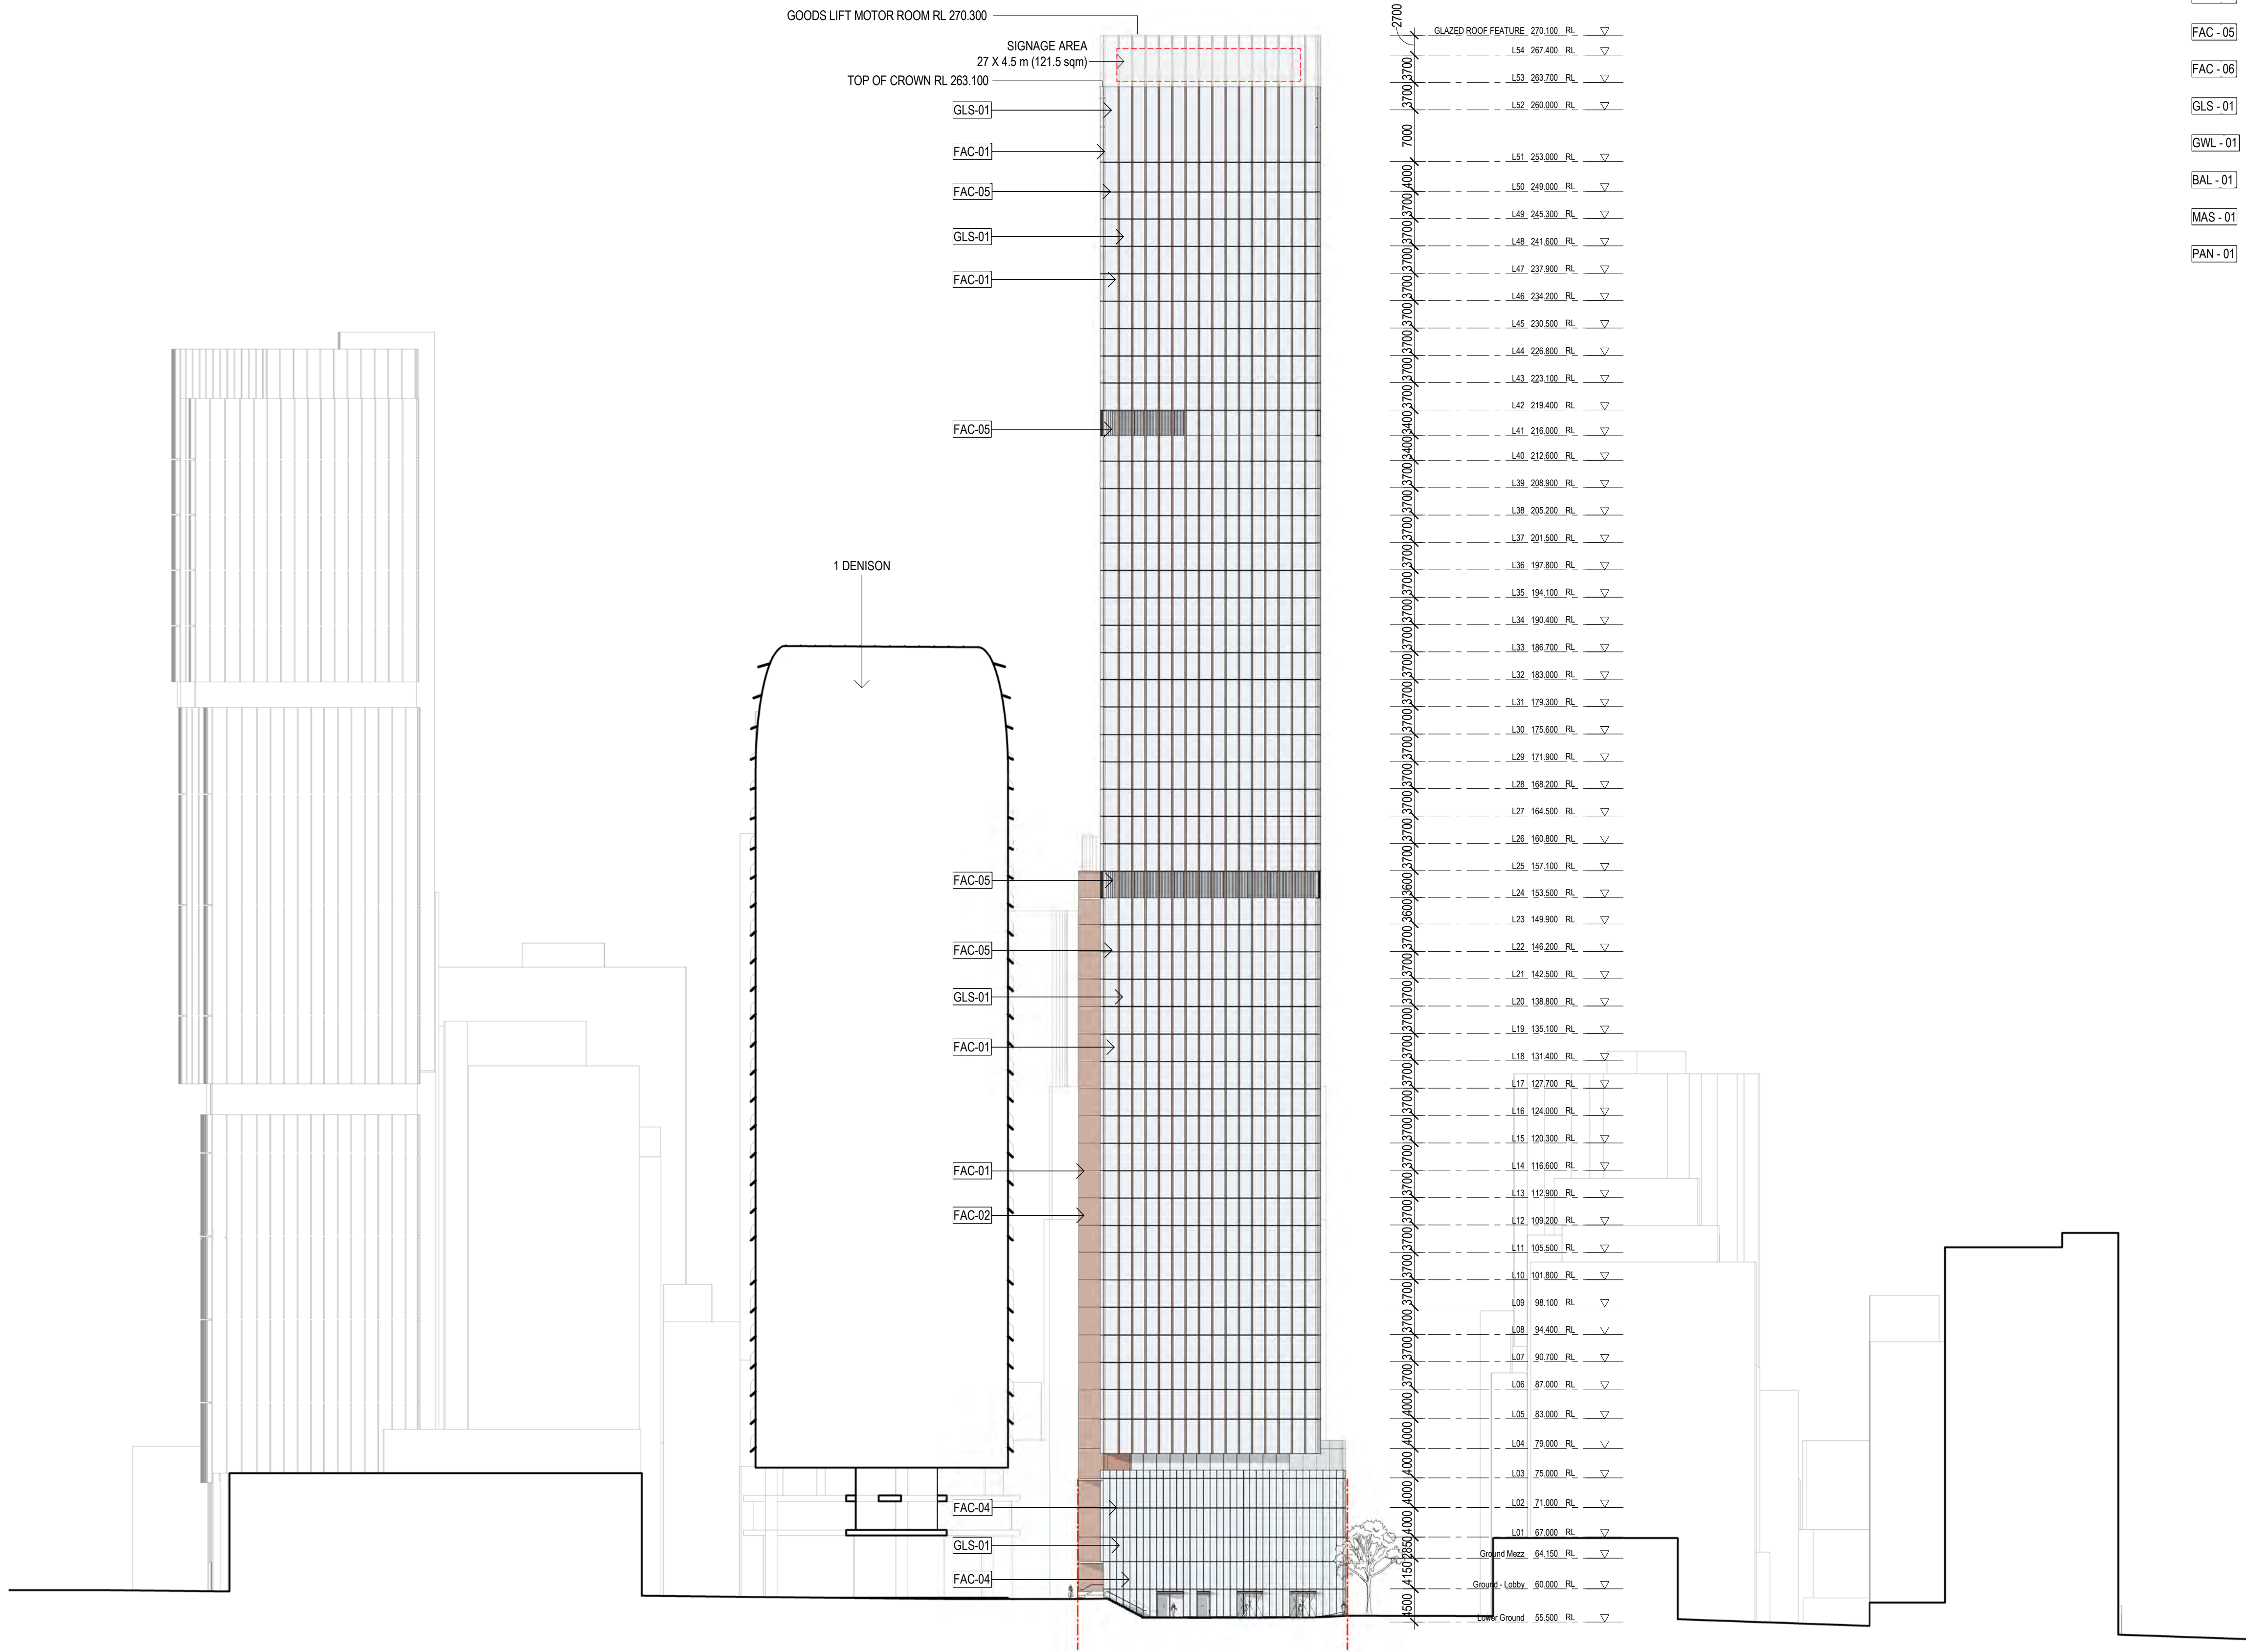 GOODS LIFT MOTOR ROOM RL 270.300
SIGNAGE AREA
27 X 4.5 m (121.5 sqm)
TOP OF CROWN RL 263.100
GLS-01
FAC-01
FAC-05
GLS-01
FAC-01
FAC-05
1 DENISON
FAC-05
FAC-05
GLS-01
FAC-01
FAC-01
FAC-02
FAC-04
GLS-01
FAC-04
GLAZED ROOF FEATURE 270.100 RL
2700
L54 267.400 RL
3700
L53 263.700 RL
3700
L52 260.000 RL
7000
L51 253.000 RL
4000
L50 249.000 RL
3700
L49 245.300 RL
3700
L48 241.600 RL
3700
L47 237.900 RL
3700
L46 234.200 RL
3700
L45 230.500 RL
3700
L44 226.800 RL
3700
L43 223.100 RL
3700
L42 219.400 RL
3400
L41 216.000 RL
3400
L40 212.600 RL
3700
L39 208.900 RL
3700
L38 205.200 RL
3700
L37 201.500 RL
3700
L36 197.800 RL
3700
L35 194.100 RL
3700
L34 190.400 RL
3700
L33 186.700 RL
3700
L32 183.000 RL
3700
L31 179.300 RL
3700
L30 175.600 RL
3700
L29 171.900 RL
3700
L28 168.200 RL
3700
L27 164.500 RL
3700
L26 160.800 RL
3700
L25 157.100 RL
3600
L24 153.500 RL
3600
L23 149.900 RL
3700
L22 146.200 RL
3700
L21 142.500 RL
3700
L20 138.800 RL
3700
L19 135.100 RL
3700
L18 131.400 RL
3700
L17 127.700 RL
3700
L16 124.000 RL
3700
L15 120.300 RL
3700
L14 116.600 RL
3700
L13 112.900 RL
3700
L12 109.200 RL
3700
L11 105.500 RL
3700
L10 101.800 RL
3700
L09 98.100 RL
3700
L08 94.400 RL
3700
L07 90.700 RL
3700
L06 87.000 RL
4000
L05 83.000 RL
4000
L04 79.000 RL
4000
L03 75.000 RL
4000
L02 71.000 RL
4000
L01 67.000 RL
2850
Ground Mezz 64.150 RL
4150
Ground - Lobby 60.000 RL
4500
Lower Ground 55.500 RL
FAC - 05
FAC - 06
GLS - 01
GWL - 01
BAL - 01
MAS - 01
PAN - 01